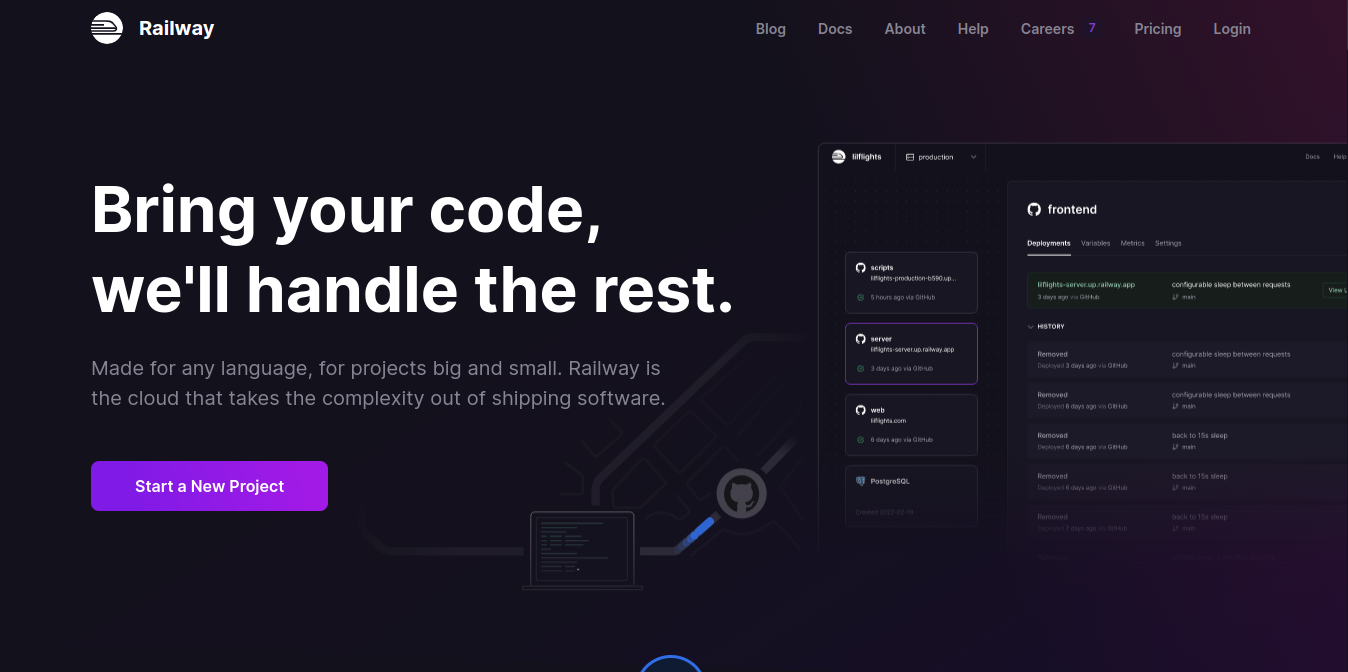 Railway
Blog Docs About Help Careers 7 Pricing Login
Bring your code,
we'll handle the rest.
Made for any language, for projects big and small. Railway is
the cloud that takes the complexity out of shipping software.
Start a New Project
lilflights production Docs Help
scripts
lilflights-production-b590.up...
5 hours ago via GitHub
server
lilflights-server.up.railway.app
3 days ago via GitHub
web
lilflights.com
6 days ago via GitHub
PostgreSQL
Created 2022-02-19
frontend
Deployments Variables Metrics Settings
lilflights-server.up.railway.app configurable sleep between requests
3 days ago via GitHub main
View L
HISTORY
Removed configurable sleep between requests
Deployed 3 days ago via GitHub main
Removed configurable sleep between requests
Deployed 6 days ago via GitHub main
Removed back to 15s sleep
Deployed 6 days ago via GitHub main
Removed back to 15s sleep
Deployed 6 days ago via GitHub main
Removed back to 15s sleep
Deployed 7 days ago via GitHub main